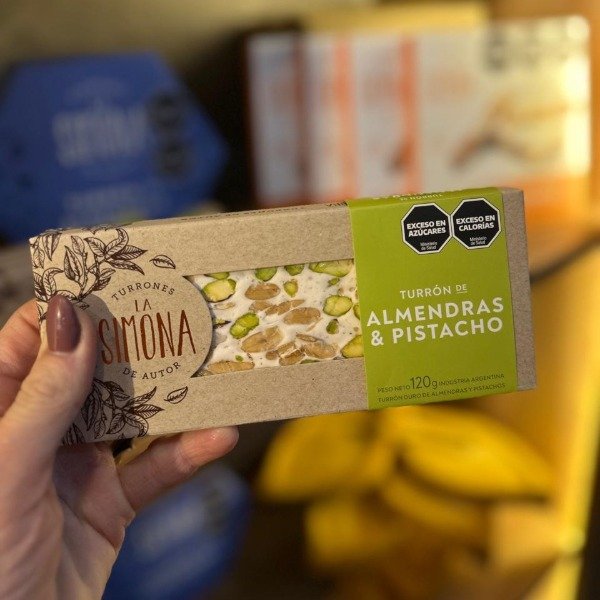 TURRONES
LA
SIMONA
DE AUTOR
EXCESO EN
AZÚCARES
Ministerio
de Salud
EXCESO EN
CALORÍAS
Ministerio
de Salud
TURRÓN DE
ALMENDRAS
& PISTACHO
PESO NETO 120g INDUSTRIA ARGENTINA
TURRÓN DURO DE ALMENDRAS Y PISTACHOS